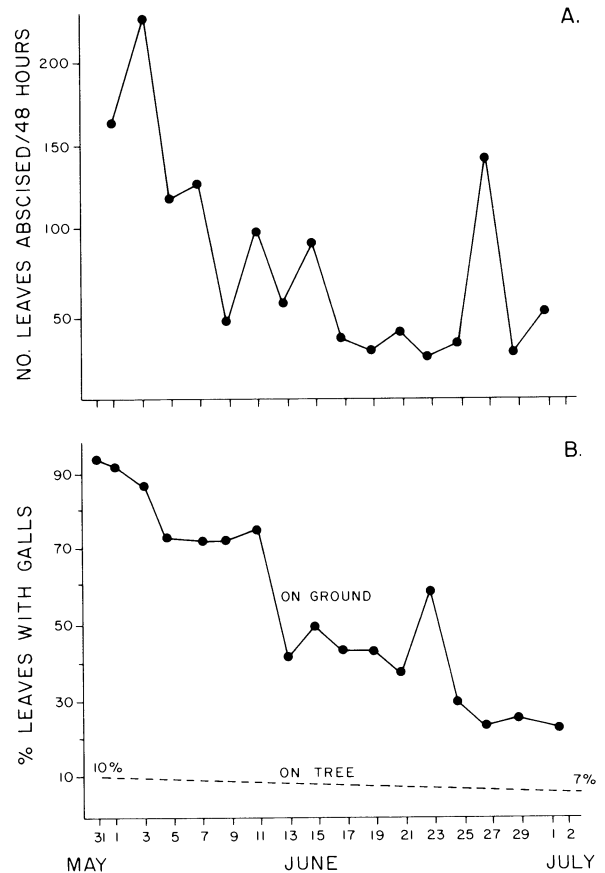 A.
NO. LEAVES ABSCISED/48 HOURS
200
150
100
50
B.
% LEAVES WITH GALLS
90
70
50
30
10
ON GROUND
10%
ON TREE
7%
31 1 3 5 7 9 11 13 15 17 19 21 23 25 27 29 1 2
MAY JUNE JULY